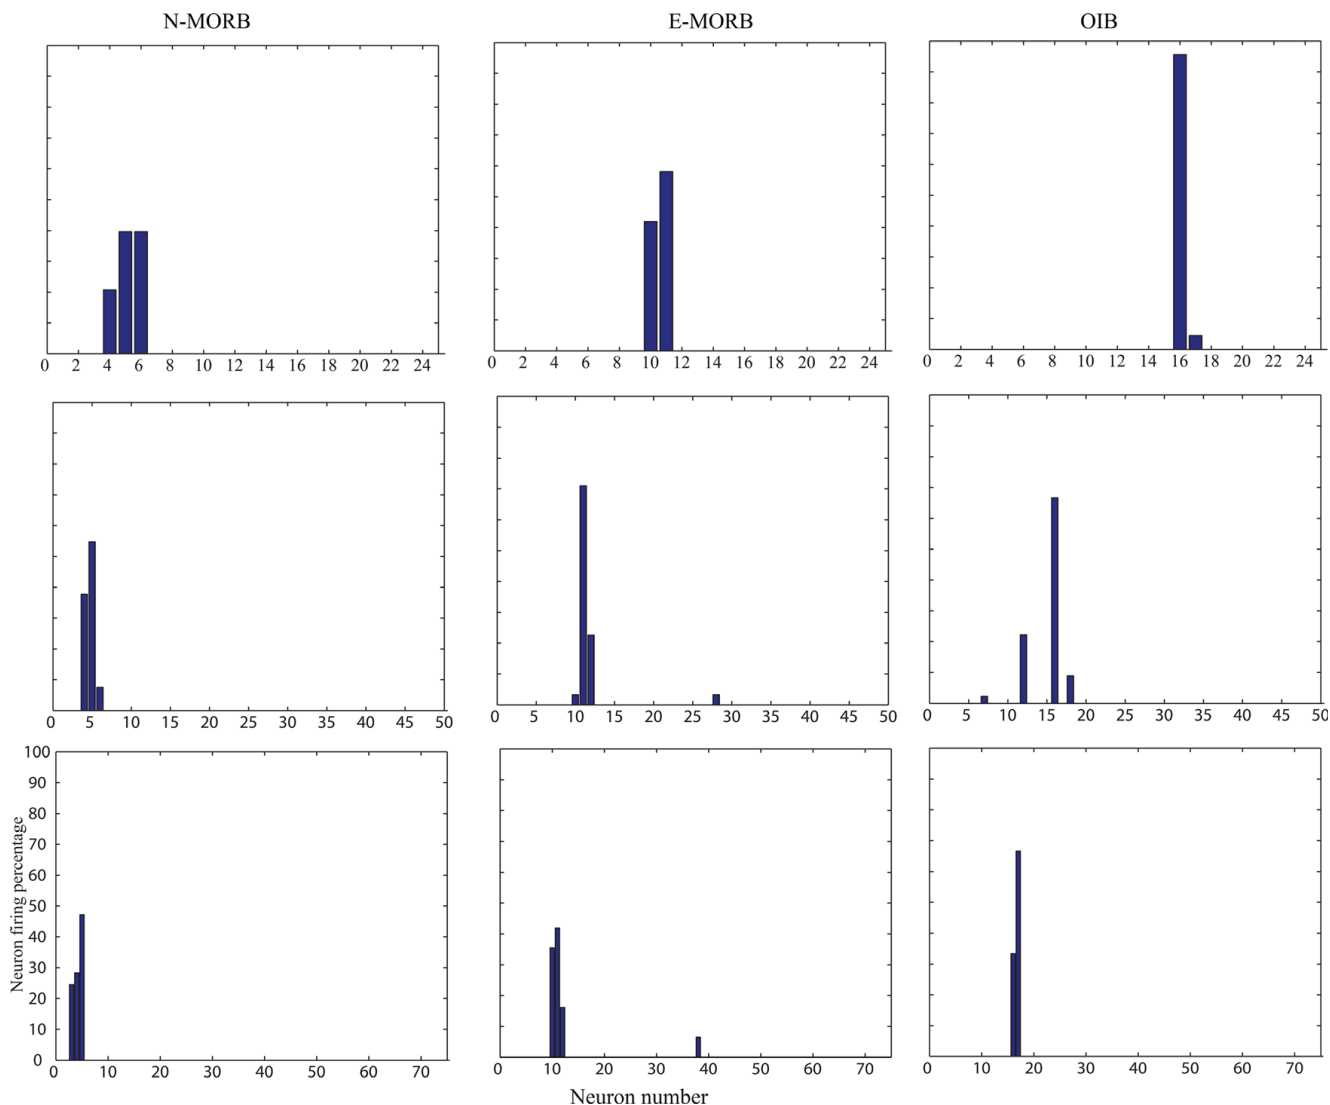 N-MORB E-MORB OIB
0 2 4 6 8 10 12 14 16 18 20 22 24 0 2 4 6 8 10 12 14 16 18 20 22 24 0 2 4 6 8 10 12 14 16 18 20 22 24
0 5 10 15 20 25 30 35 40 45 50 0 5 10 15 20 25 30 35 40 45 50 0 5 10 15 20 25 30 35 40 45 50
100
90
80
70
60
50
40
30
20
10
0
Neuron firing percentage
0 10 20 30 40 50 60 70 0 10 20 30 40 50 60 70 0 10 20 30 40 50 60 70
Neuron number